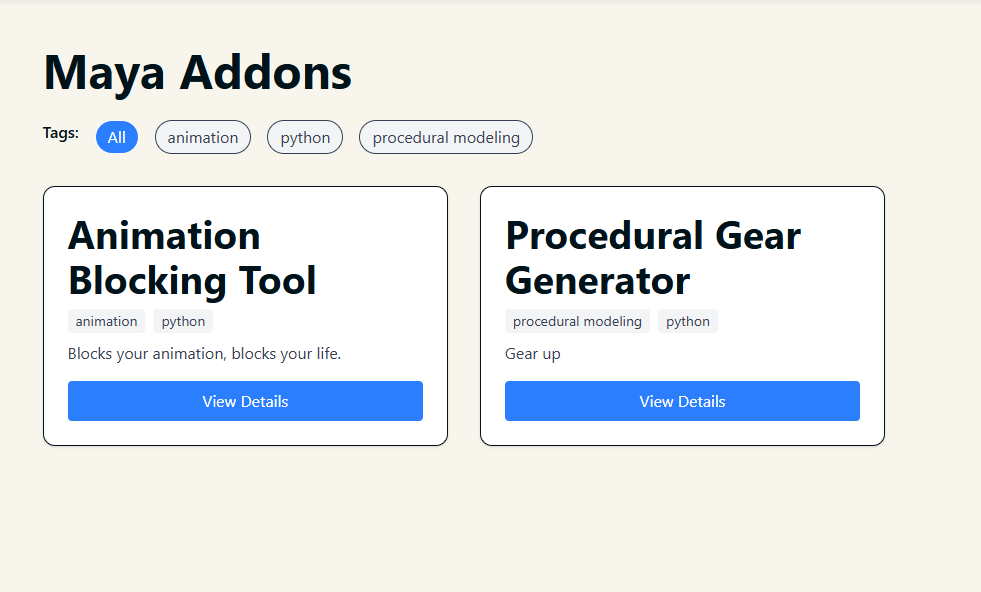 Maya Addons
Tags: All animation python procedural modeling
Animation
Blocking Tool
animation python
Blocks your animation, blocks your life.
View Details
Procedural Gear
Generator
procedural modeling python
Gear up
View Details